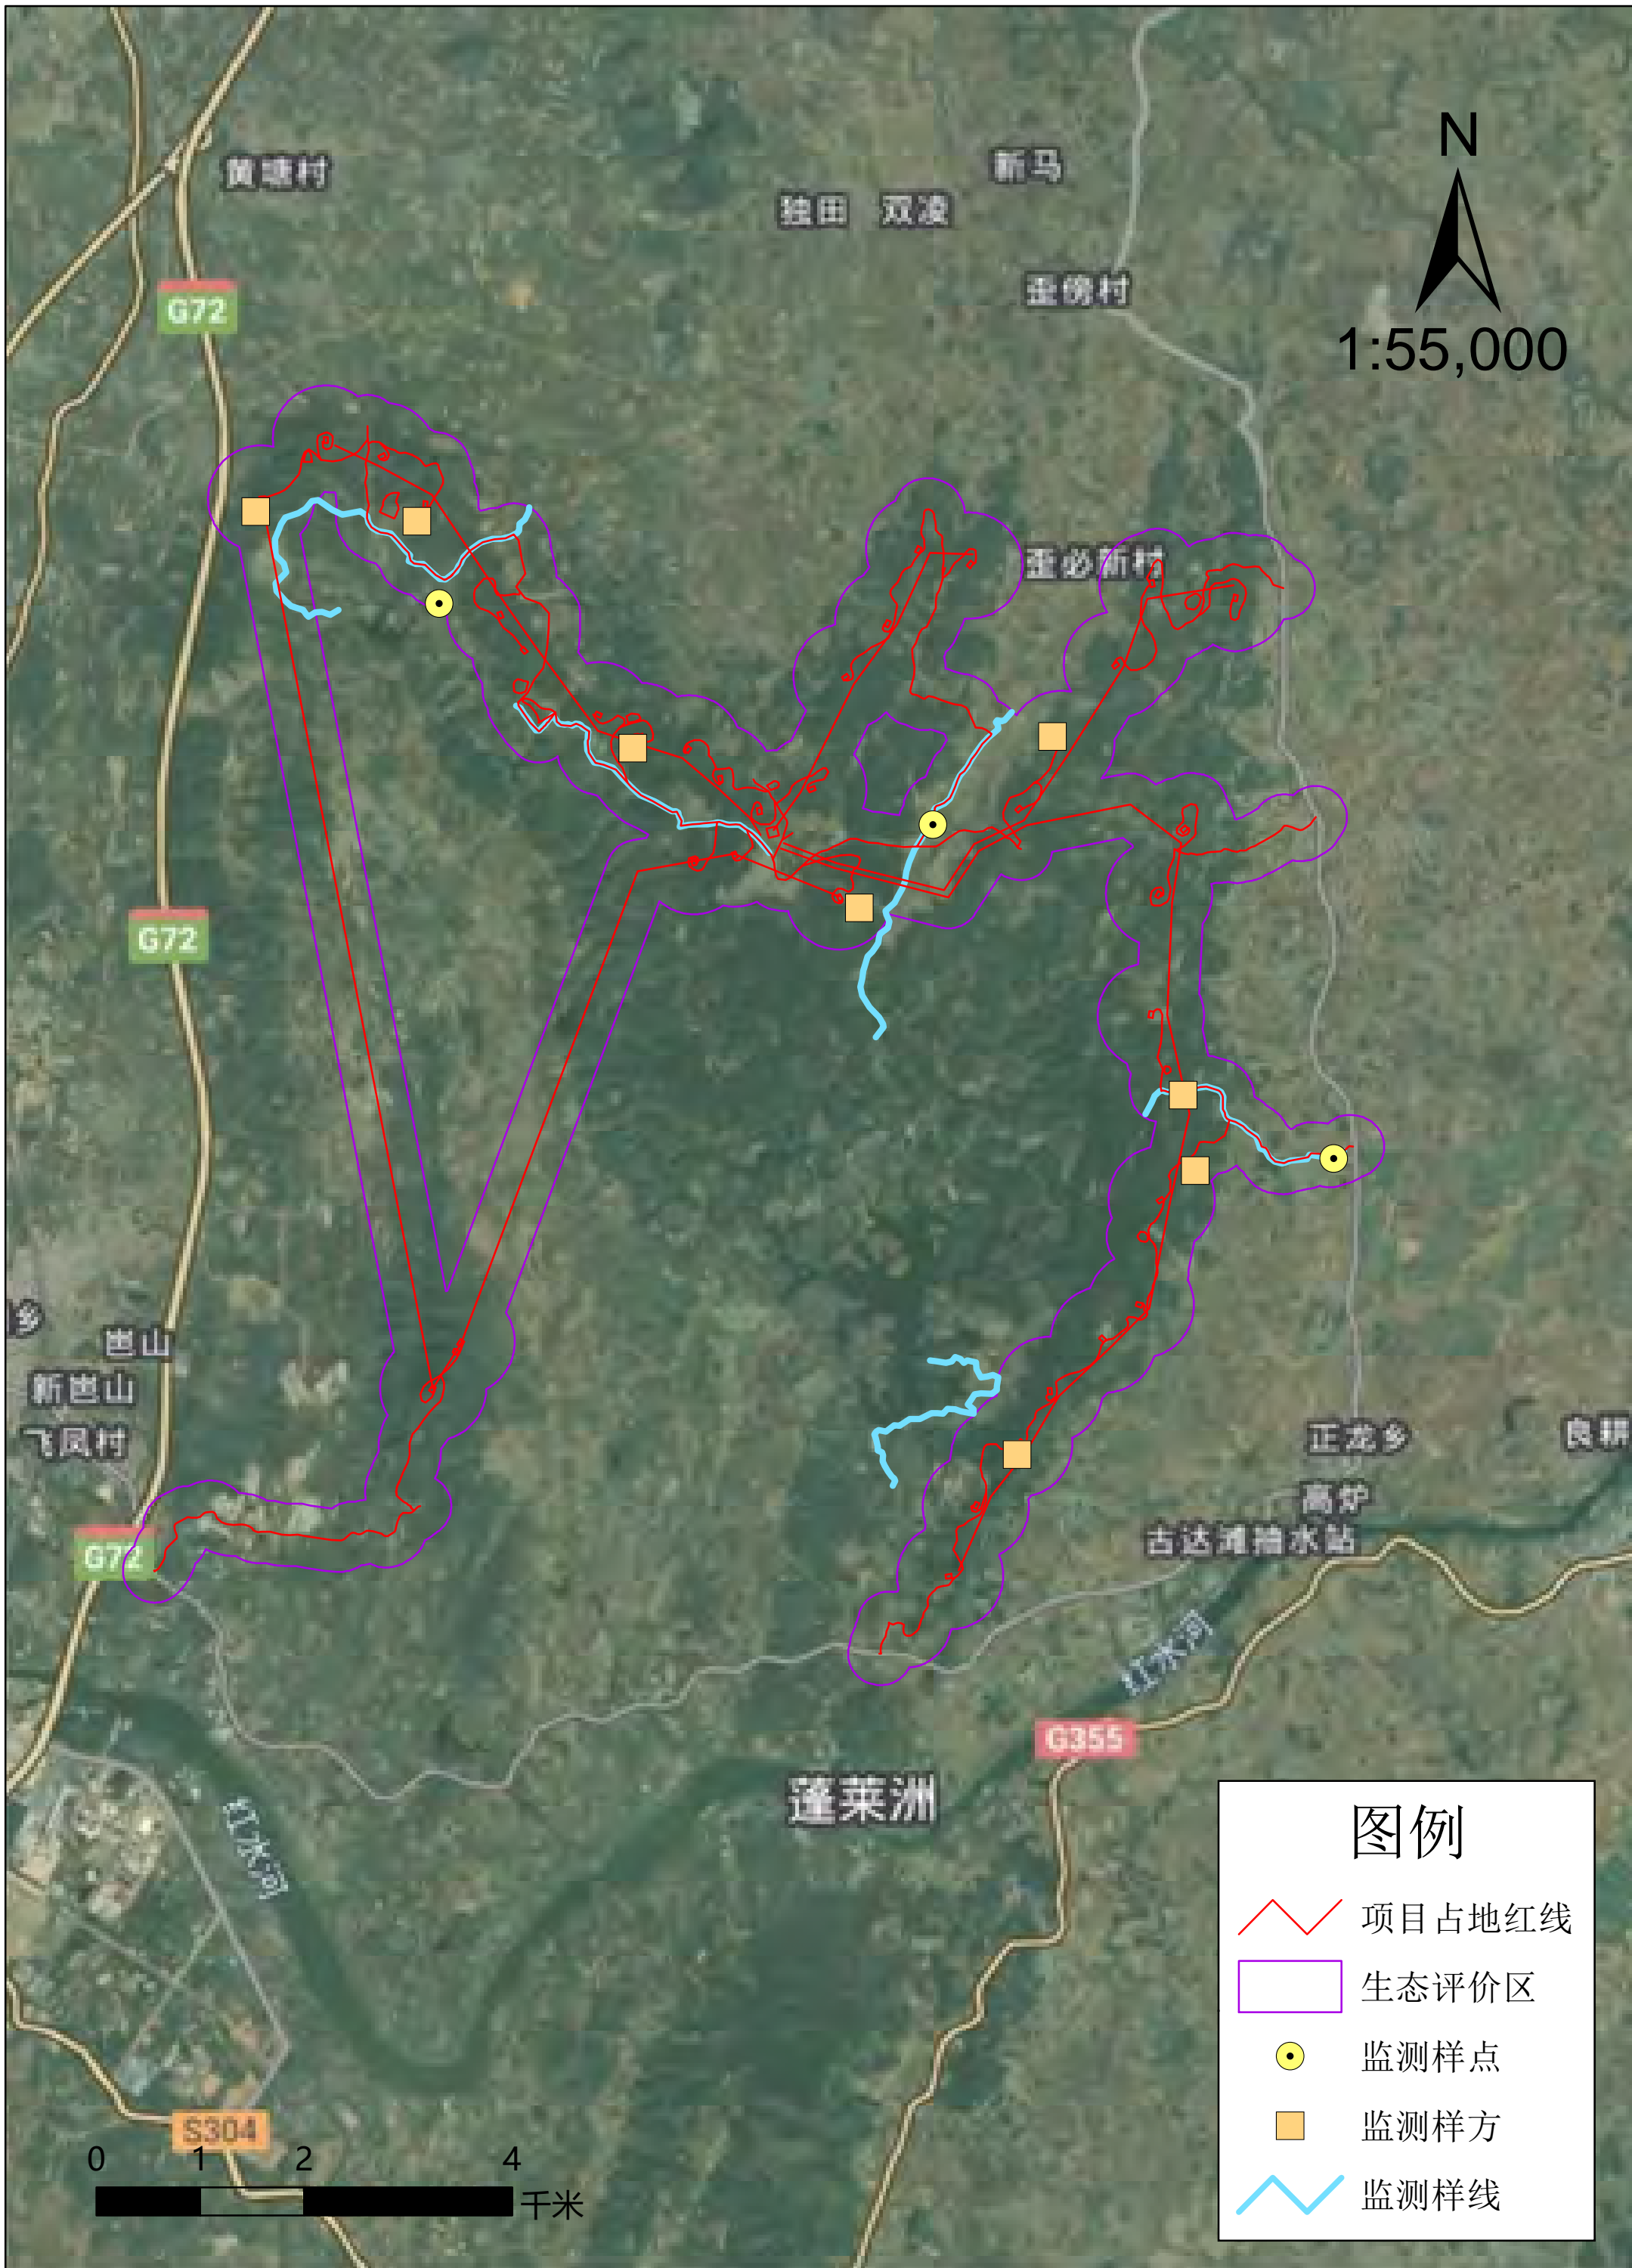 新马
黄塘村
独田 双凌
N
歪傍村
G72
1:55,000
歪必新村
G72
乡
岜山
新岜山
飞凤村
正龙乡
良耕
高炉
古达滩抽水站
G72
红水河
G355
蓬莱洲
红水河
图例
项目占地红线
生态评价区
监测样点
监测样方
监测样线
S304
0 1 2 4
千米